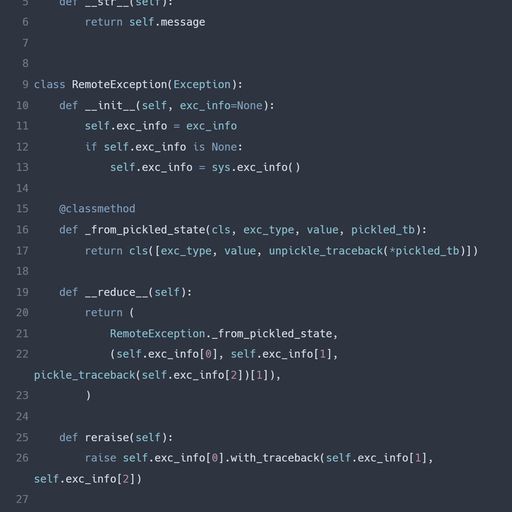 5    def __str__(self):
6        return self.message
7
8
9 class RemoteException(Exception):
10    def __init__(self, exc_info=None):
11        self.exc_info = exc_info
12        if self.exc_info is None:
13            self.exc_info = sys.exc_info()
14
15    @classmethod
16    def _from_pickled_state(cls, exc_type, value, pickled_tb):
17        return cls([exc_type, value, unpickle_traceback(*pickled_tb)])
18
19    def __reduce__(self):
20        return (
21            RemoteException._from_pickled_state,
22            (self.exc_info[0], self.exc_info[1],
pickle_traceback(self.exc_info[2])[1]),
23        )
24
25    def reraise(self):
26        raise self.exc_info[0].with_traceback(self.exc_info[1],
self.exc_info[2])
27